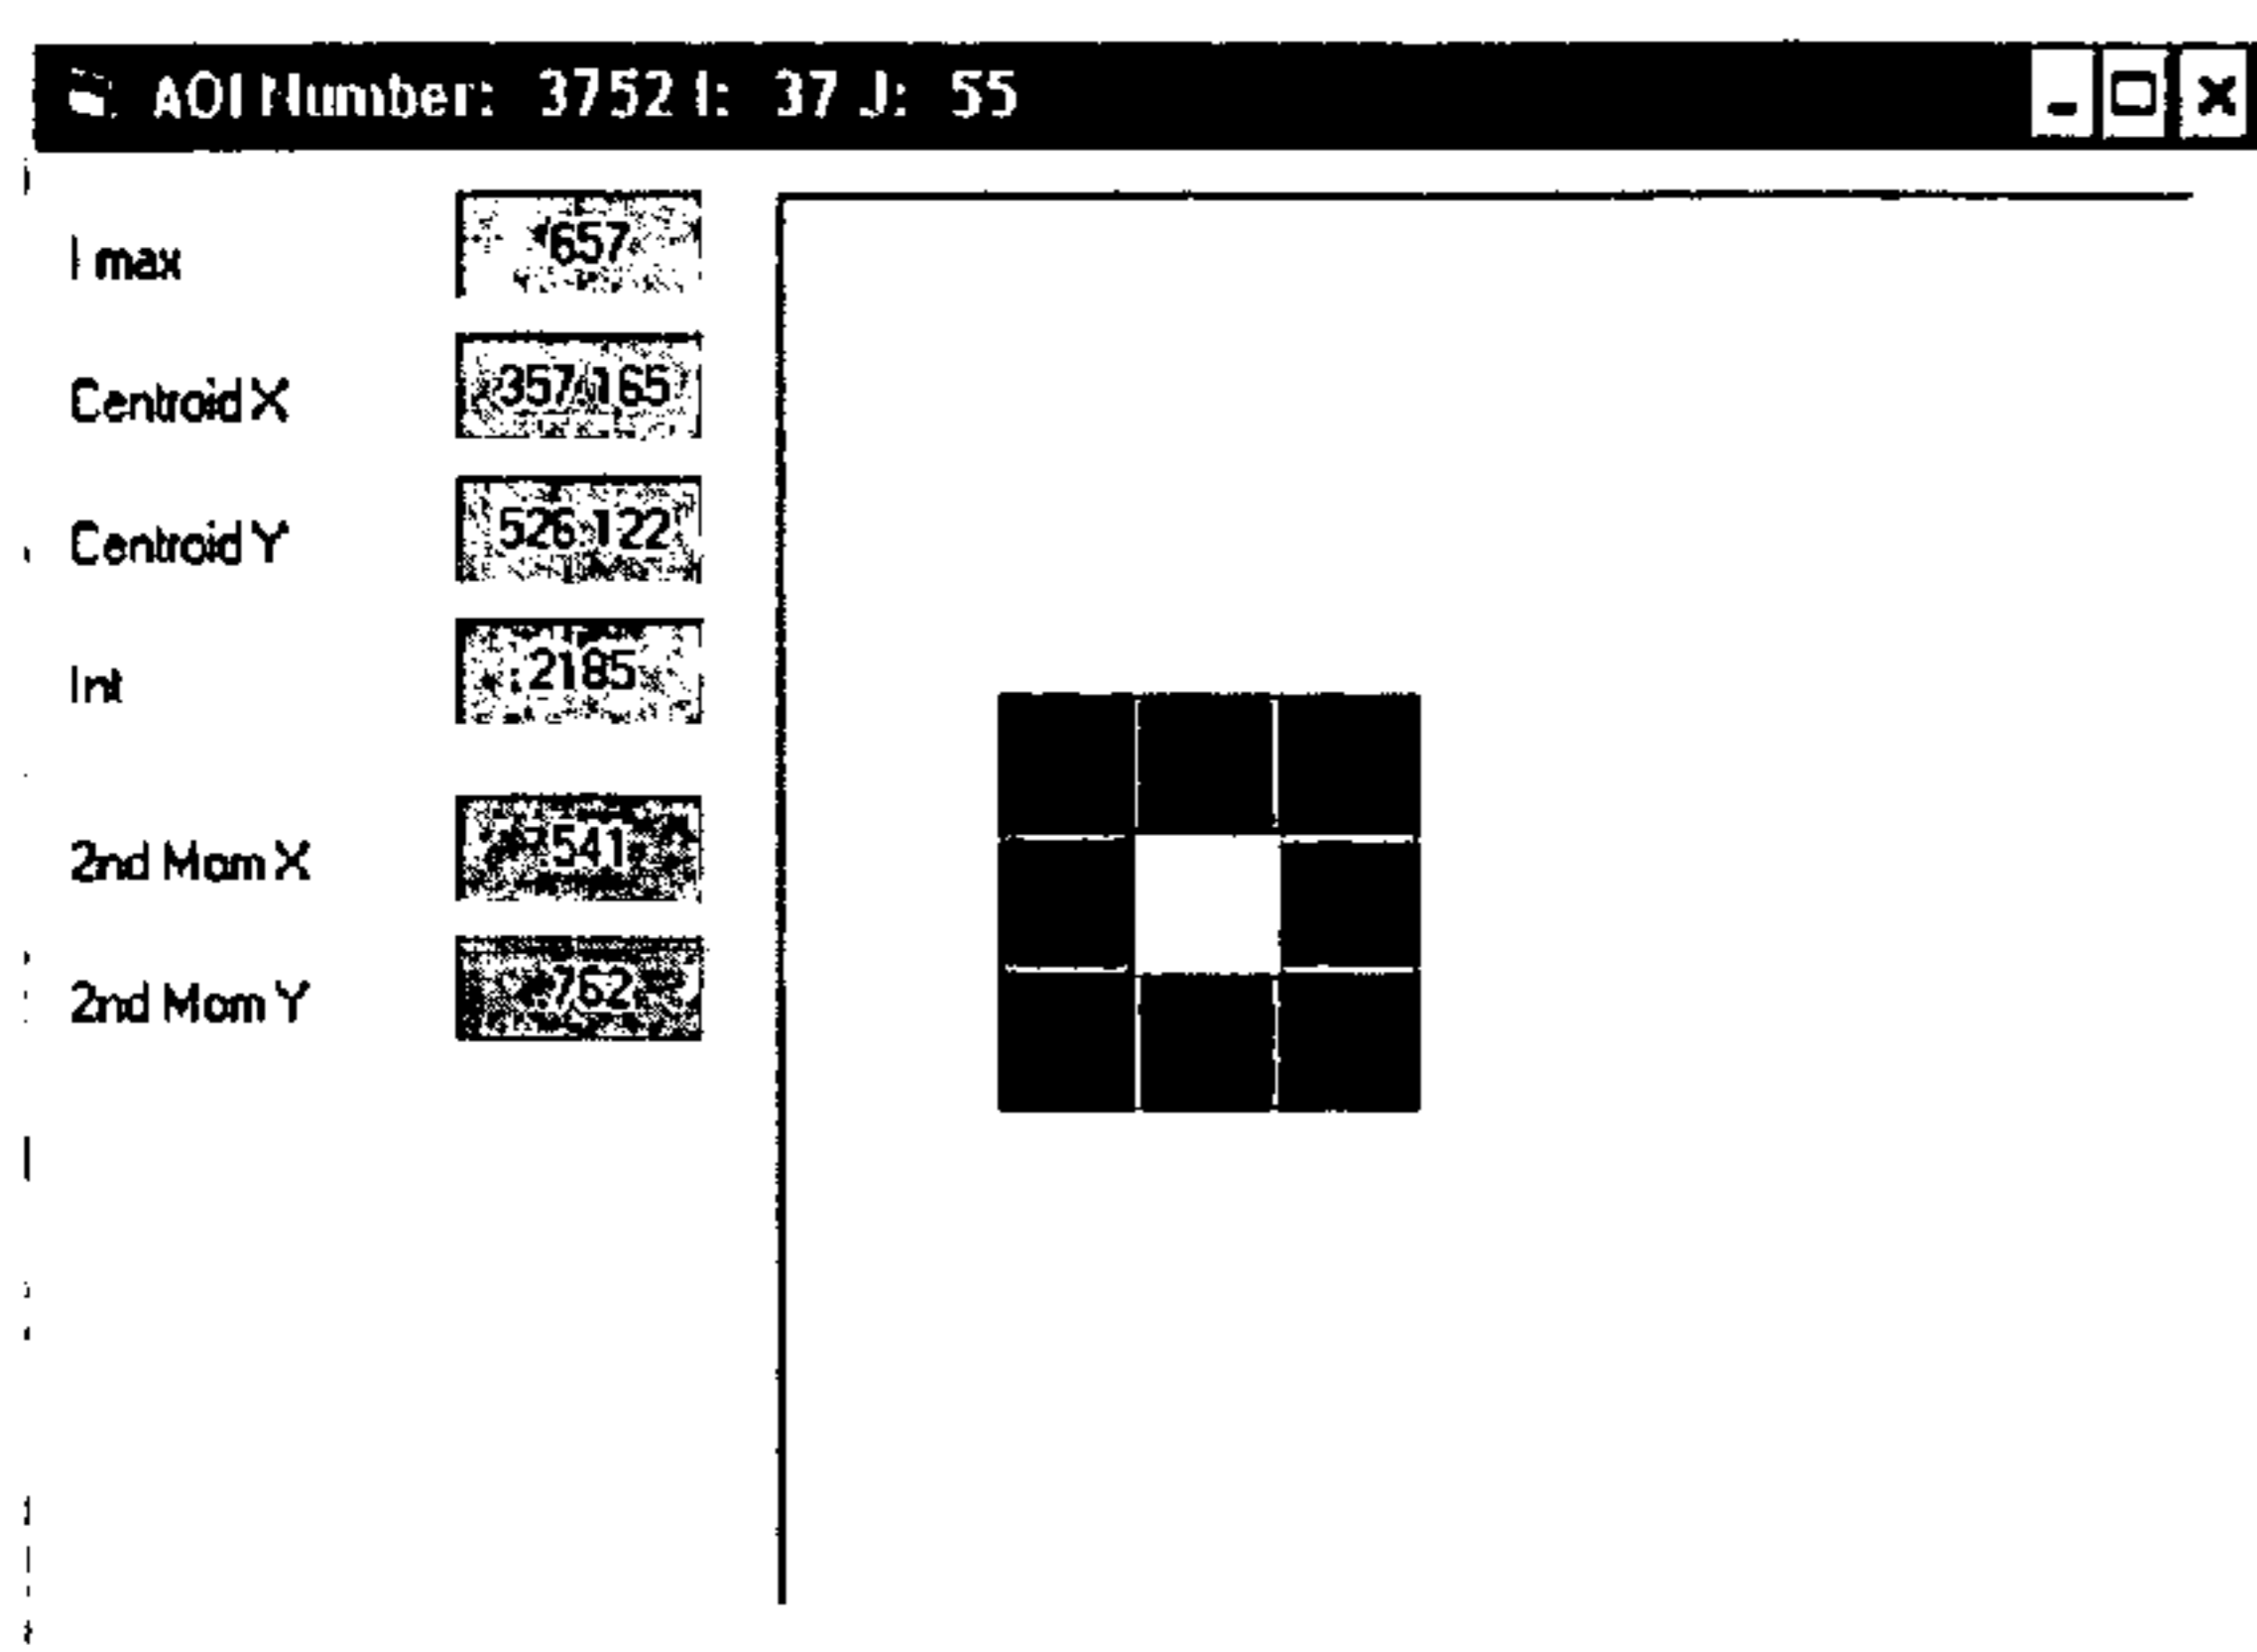 AOI Number: 3752 I: 37 J: 55
I max 657
Centroid X 357.165
Centroid Y 526.122
Int 2185
2nd Mom X .541
2nd Mom Y .762